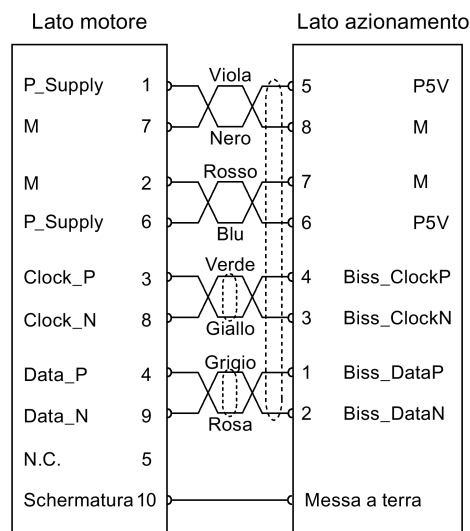 Lato motore Lato azionamento
Viola
P_Supply 1 5 P5V
M 7 8 M
Nero
Rosso
M 2 7 M
P_Supply 6 6 P5V
Blu
Verde
Clock_P 3 4 Biss_ClockP
Clock_N 8 3 Biss_ClockN
Giallo
Grigio
Data_P 4 1 Biss_DataP
Data_N 9 2 Biss_DataN
Rosa
N.C. 5
Schermatura 10 Messa a terra